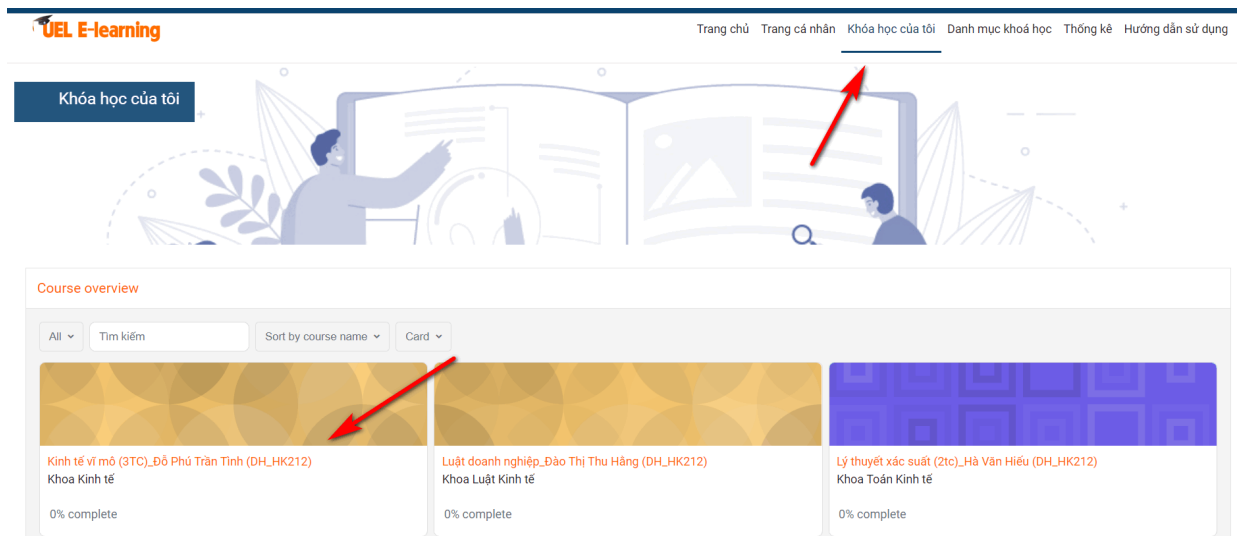 UEL E-learning
Trang chủ Trang cá nhân Khóa học của tôi Danh mục khoá học Thống kê Hướng dẫn sử dụng
Khóa học của tôi
Course overview
All Tìm kiếm Sort by course name Card
Kinh tế vĩ mô (3TC)_Đỗ Phú Trần Tình (DH_HK212)
Khoa Kinh tế
0% complete
Luật doanh nghiệp_Đào Thị Thu Hằng (DH_HK212)
Khoa Luật Kinh tế
0% complete
Lý thuyết xác suất (2tc)_Hà Văn Hiếu (DH_HK212)
Khoa Toán Kinh tế
0% complete